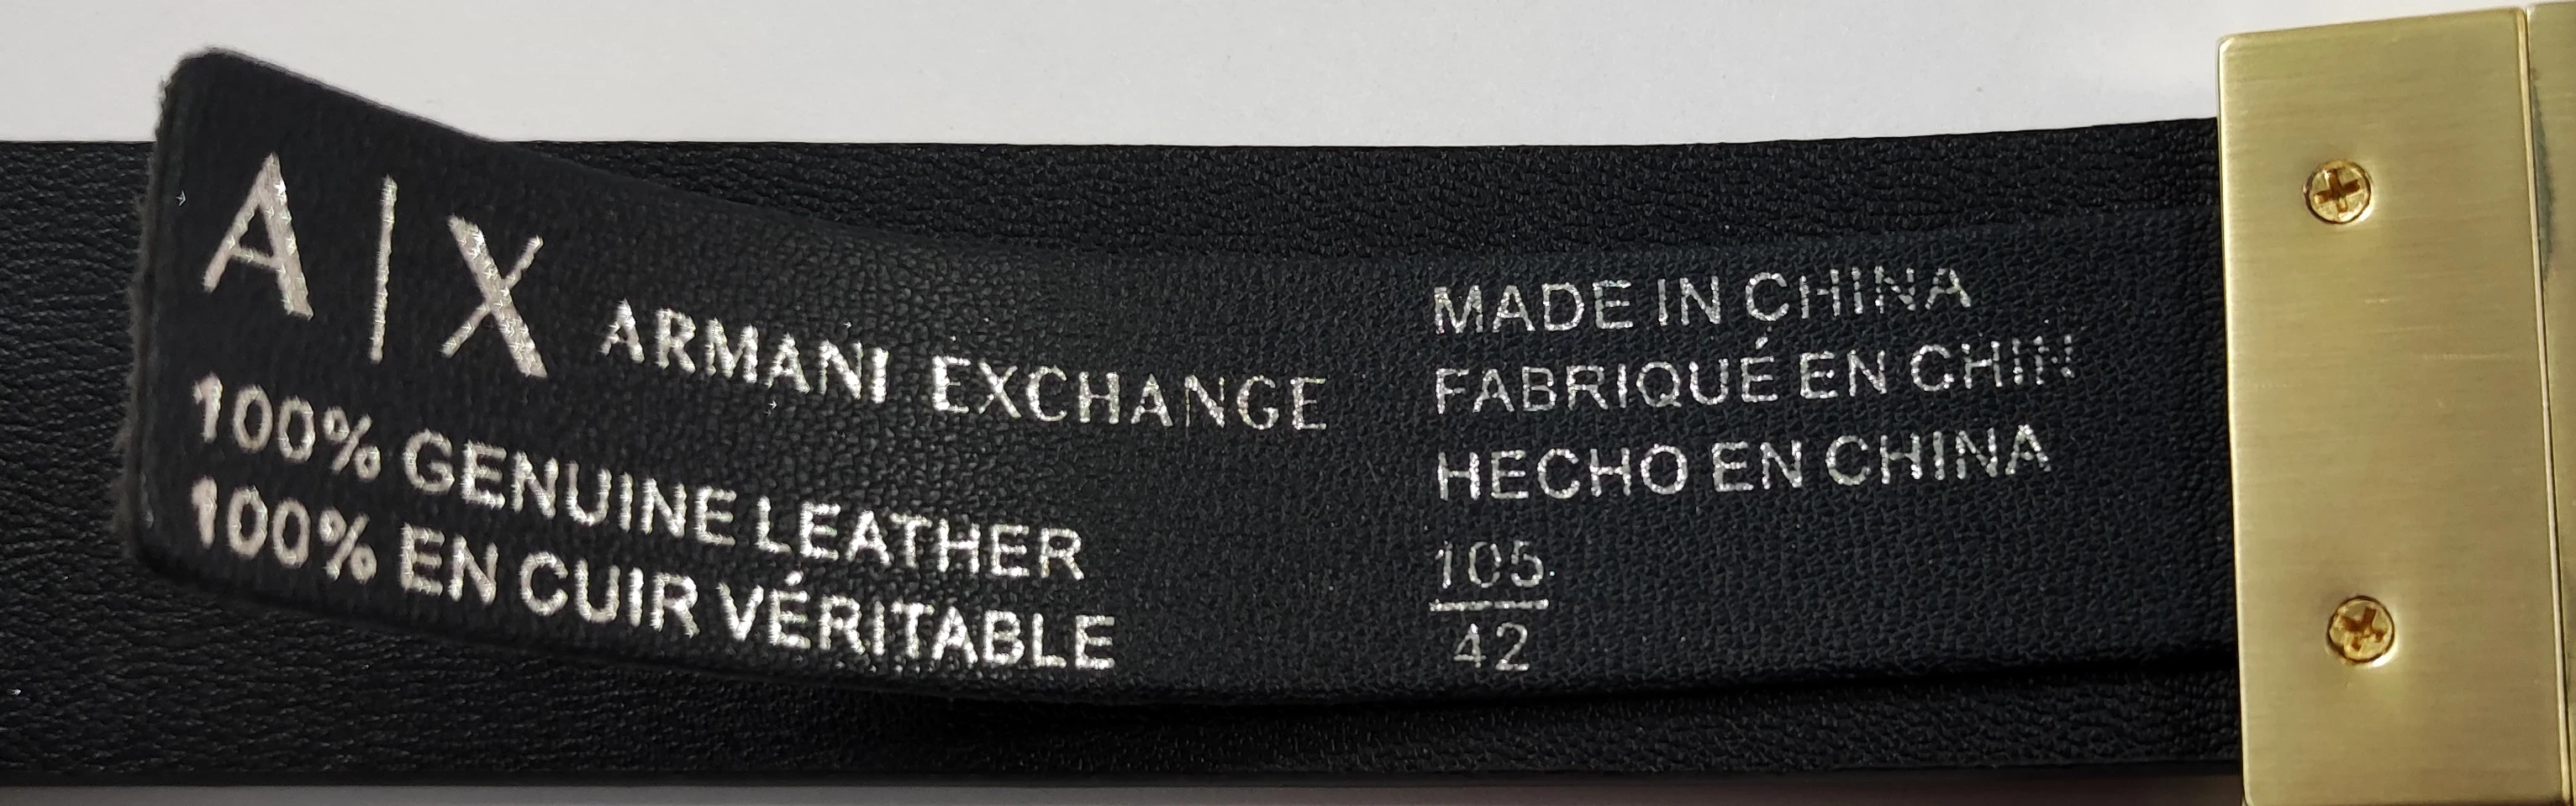 A|X ARMANI EXCHANGE
100% GENUINE LEATHER
100% EN CUIR VÉRITABLE
MADE IN CHINA
FABRIQUÉ EN CHIN
HECHO EN CHINA
105
42